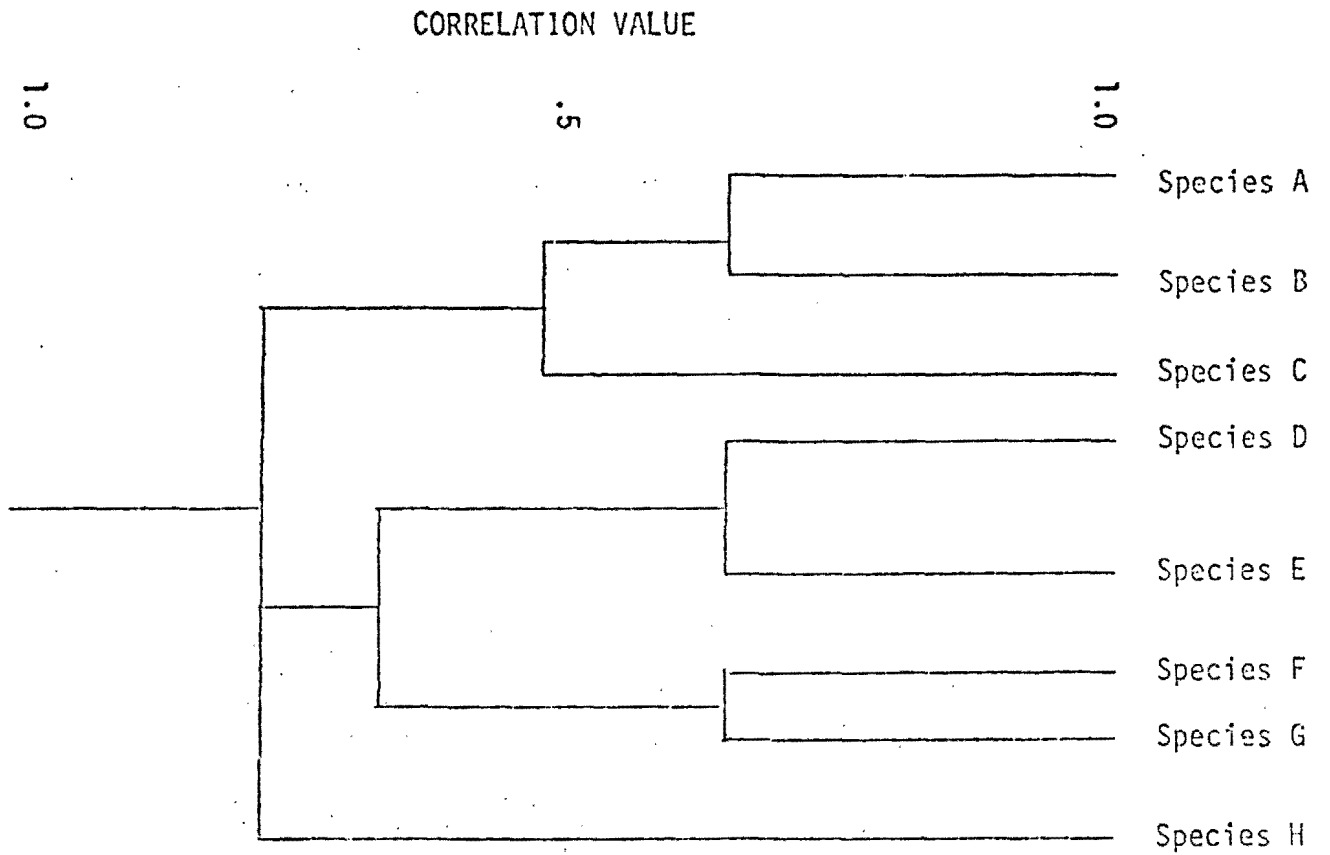 CORRELATION VALUE
1.0 .5 1.0
Species A
Species B
Species C
Species D
Species E
Species F
Species G
Species H